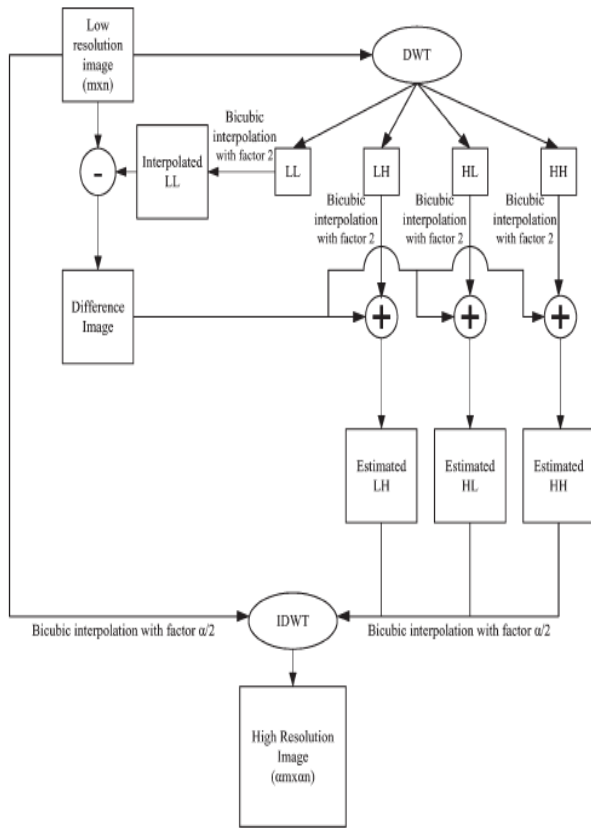 Low
resolution
image
(mxn)
DWT
Bicubic
interpolation
with factor 2
Interpolated
LL
-
LL
LH
HL
HH
Bicubic
interpolation
with factor 2
Bicubic
interpolation
with factor 2
Bicubic
interpolation
with factor 2
Difference
Image
+
+
+
Estimated
LH
Estimated
HL
Estimated
HH
IDWT
Bicubic interpolation with factor α/2
Bicubic interpolation with factor α/2
High Resolution
Image
(αmxαn)